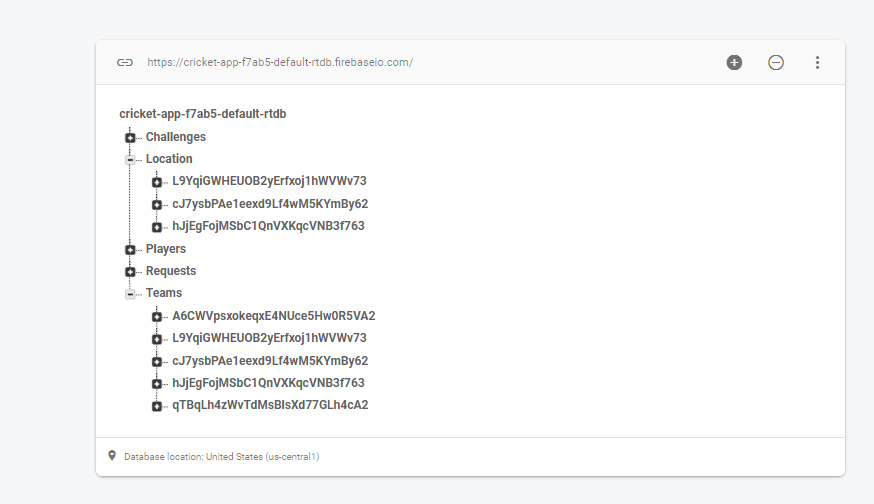 https://cricket-app-f7ab5-default-rtdb.firebaseio.com/
cricket-app-f7ab5-default-rtdb
Challenges
Location
L9YqiGWHEUOB2yErfxoj1hWVWv73
cJ7ysbPAe1eexd9Lf4wM5KYmBy62
hJjEgFojMSbC1QnVXKqcVNB3f763
Players
Requests
Teams
A6CWVpsxokeqxE4NUce5Hw0R5VA2
L9YqiGWHEUOB2yErfxoj1hWVWv73
cJ7ysbPAe1eexd9Lf4wM5KYmBy62
hJjEgFojMSbC1QnVXKqcVNB3f763
qTBqLh4zWvTdMsBIsXd77GLh4cA2
Database location: United States (us-central1)